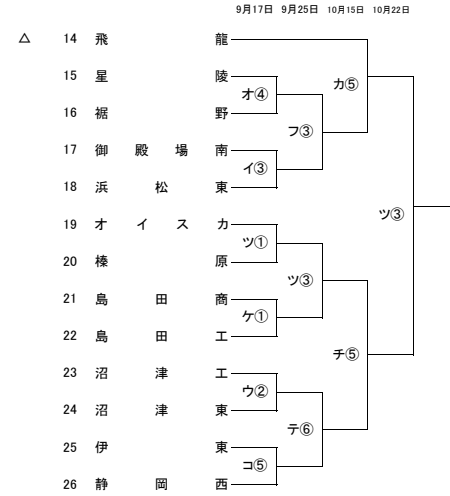 9月17日 9月25日 10月15日 10月22日
△ 14 飛龍
15 星陵
オ④
カ⑤
16 裾野
フ③
17 御殿場南
イ③
18 浜松東
ツ③
19 オイスカ
ツ①
20 榛原
ツ③
21 島田商
ケ①
22 島田工
チ⑤
23 沼津工
ウ②
24 沼津東
テ⑥
25 伊東
コ⑤
26 静岡西